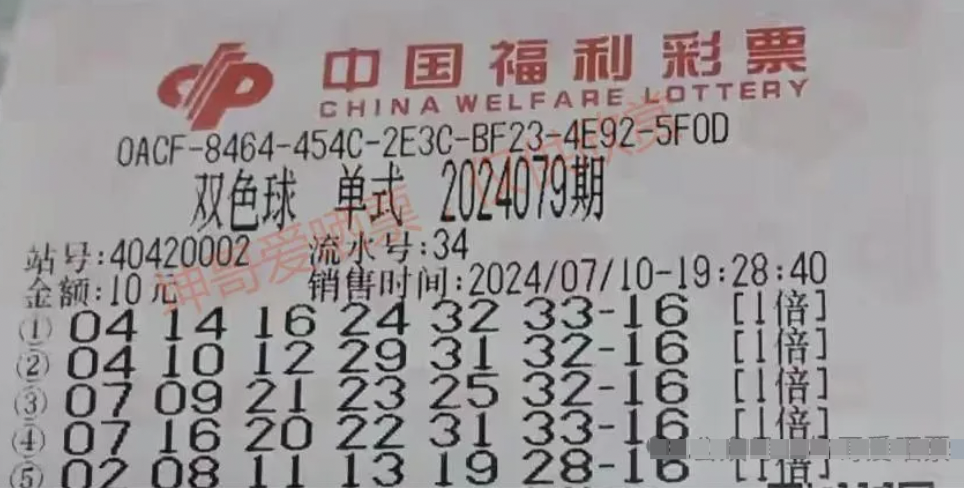 中国福利彩票
CHINA WELFARE LOTTERY
0ACF-8464-454C-2E3C-BF23-4E92-5F0D
双色球 单式 2024079期
站号:40420002 流水号:34
金额:10元 销售时间:2024/07/10-19:28:40
① 04 14 16 24 32 33-16 [1倍]
② 04 10 12 29 31 32-16 [1倍]
③ 07 09 21 23 25 32-16 [1倍]
④ 07 16 20 22 31 33-16 [1倍]
⑤ 02 08 11 13 19 28-16 [1倍]
坤哥爱晒票